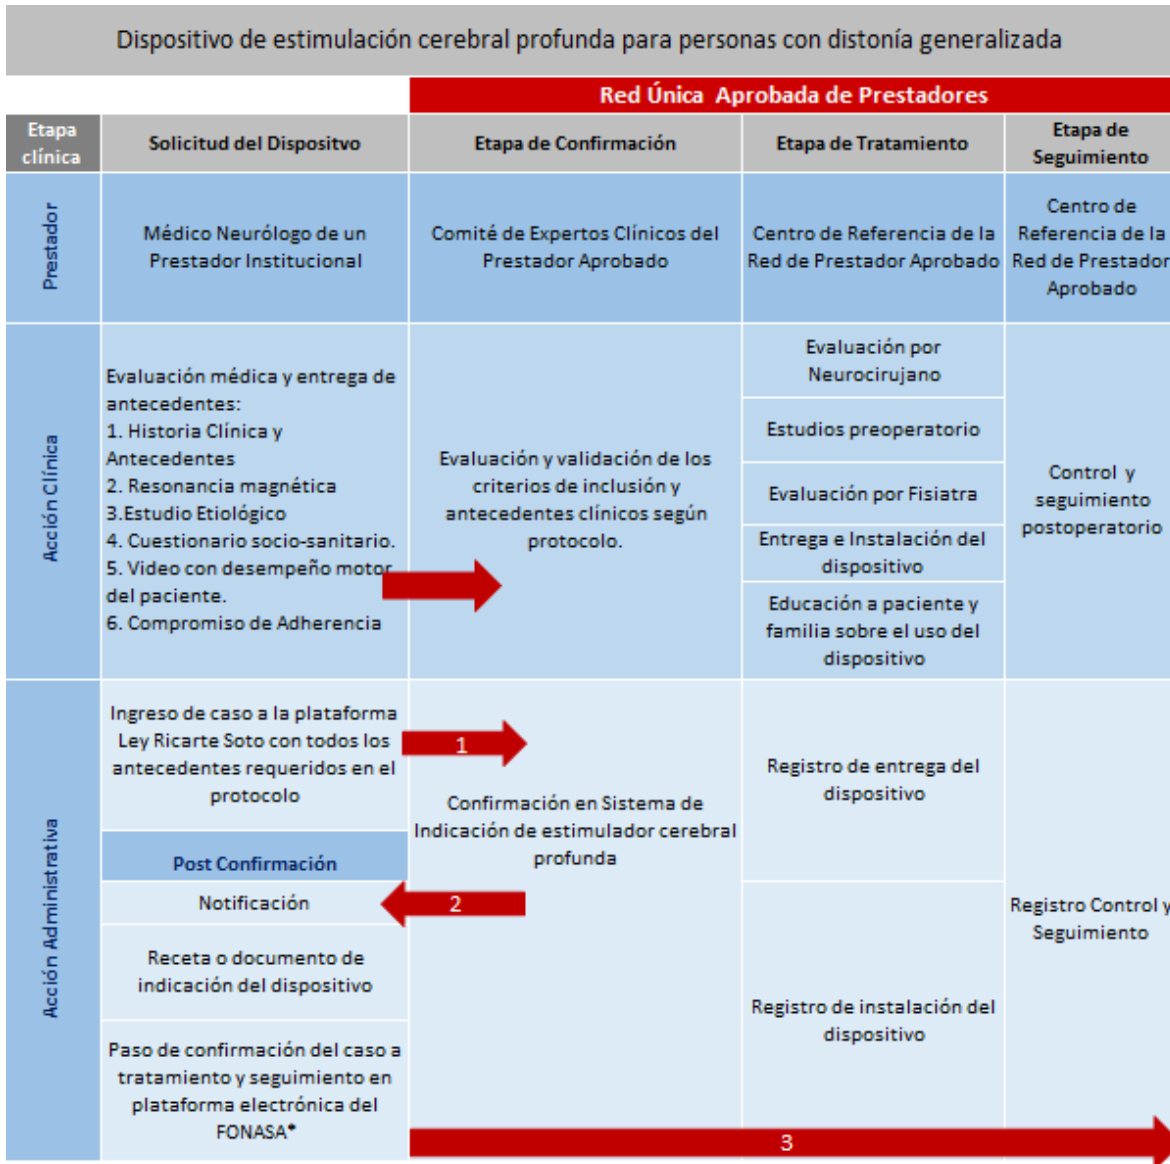 Dispositivo de estimulación cerebral profunda para personas con distonía generalizada
Red Única Aprobada de Prestadores
Etapa
clínica
Solicitud del Dispositvo
Etapa de Confirmación
Etapa de Tratamiento
Etapa de
Seguimiento
Prestador
Médico Neurólogo de un
Prestador Institucional
Comité de Expertos Clínicos del
Prestador Aprobado
Centro de Referencia de la
Red de Prestador Aprobado
Centro de
Referencia de la
Red de Prestador
Aprobado
Acción Clínica
Evaluación médica y entrega de
antecedentes:
1. Historia Clínica y
Antecedentes
2. Resonancia magnética
3.Estudio Etiológico
4. Cuestionario socio-sanitario.
5. Video con desempeño motor
del paciente.
6. Compromiso de Adherencia
Evaluación y validación de los
criterios de inclusión y
antecedentes clínicos según
protocolo.
Evaluación por
Neurocirujano
Estudios preoperatorio
Evaluación por Fisiatra
Entrega e Instalación del
dispositivo
Educación a paciente y
familia sobre el uso del
dispositivo
Control y
seguimiento
postoperatorio
Acción Administrativa
Ingreso de caso a la plataforma
Ley Ricarte Soto con todos los
antecedentes requeridos en el
protocolo
1
Post Confirmación
Notificación
2
Receta o documento de
indicación del dispositivo
Paso de confirmación del caso a
tratamiento y seguimiento en
plataforma electrónica del
FONASA*
Confirmación en Sistema de
Indicación de estimulador cerebral
profunda
Registro de entrega del
dispositivo
Registro de instalación del
dispositivo
Registro Control y
Seguimiento
3